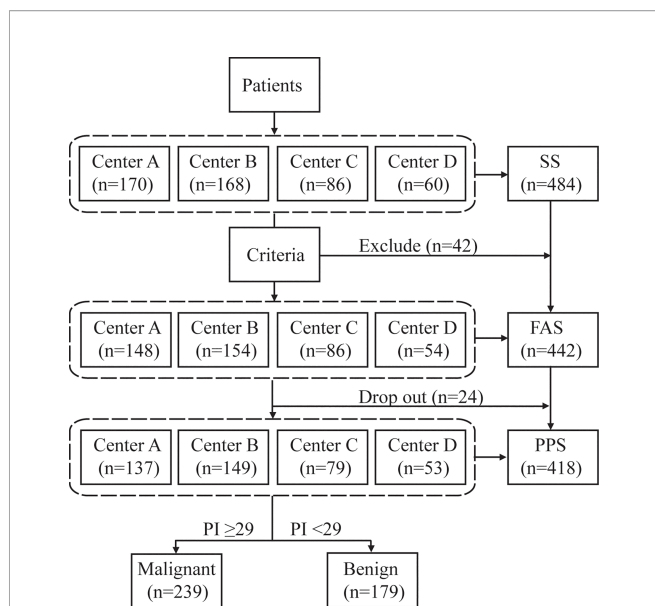 Patients
Center A
(n=170)
Center B
(n=168)
Center C
(n=86)
Center D
(n=60)
SS
(n=484)
Criteria
Exclude (n=42)
Center A
(n=148)
Center B
(n=154)
Center C
(n=86)
Center D
(n=54)
FAS
(n=442)
Drop out (n=24)
Center A
(n=137)
Center B
(n=149)
Center C
(n=79)
Center D
(n=53)
PPS
(n=418)
PI ≥29
PI <29
Malignant
(n=239)
Benign
(n=179)